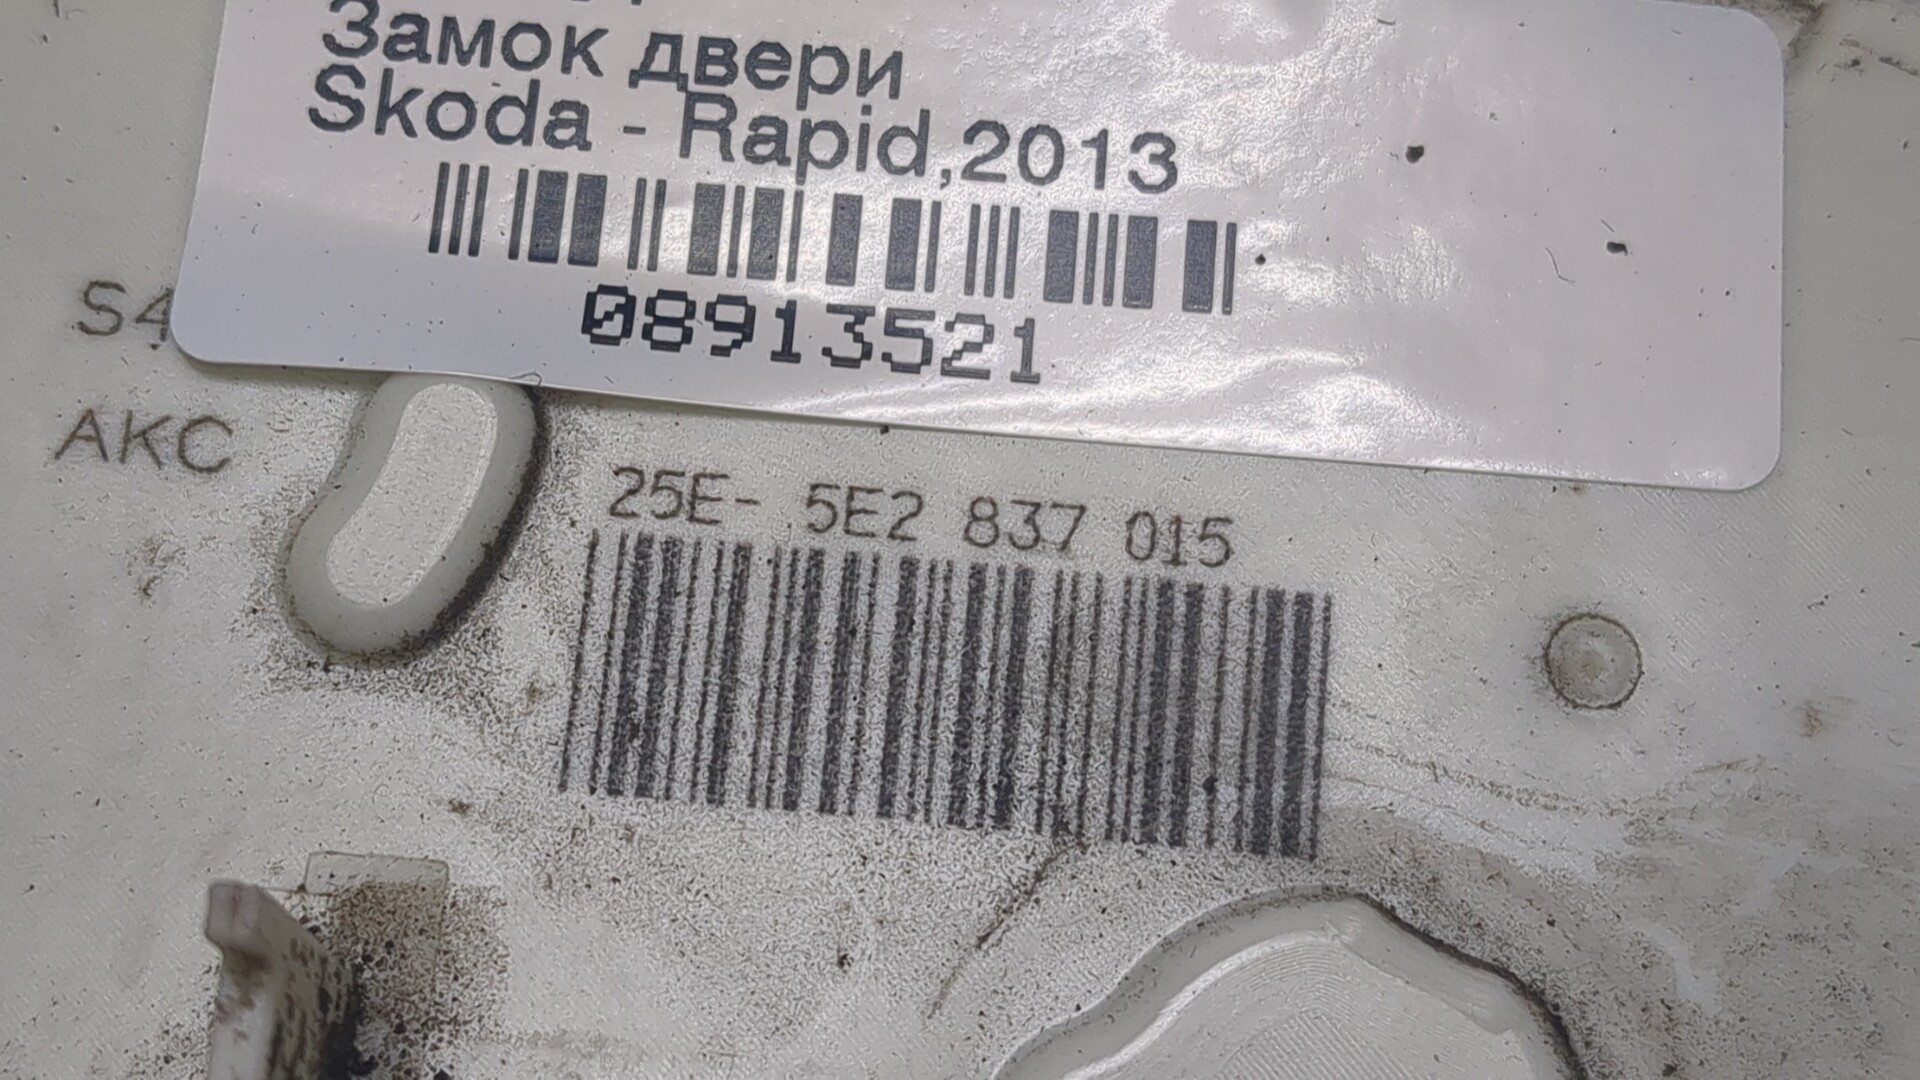 Замок двери
Skoda - Rapid,2013
08913521
S4
AKC
25E- 5E2 837 015